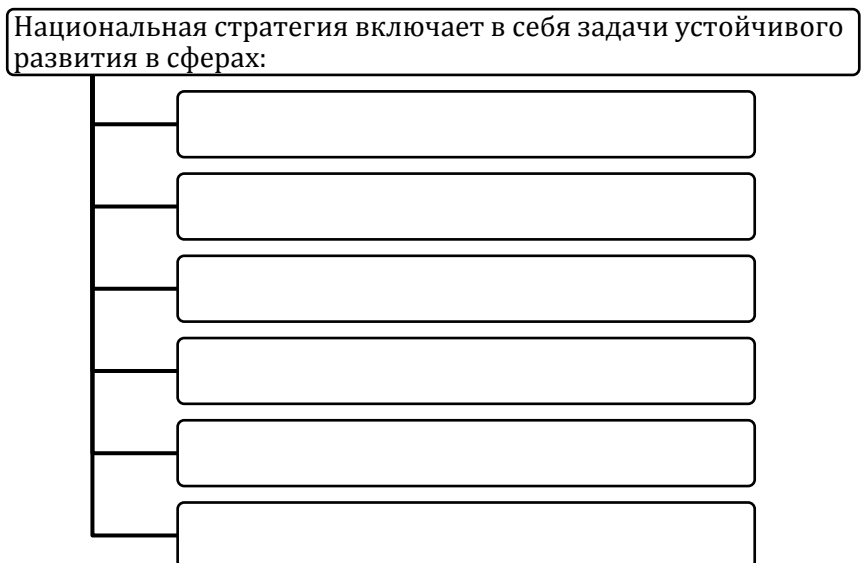 Национальная стратегия включает в себя задачи устойчивого
развития в сферах: